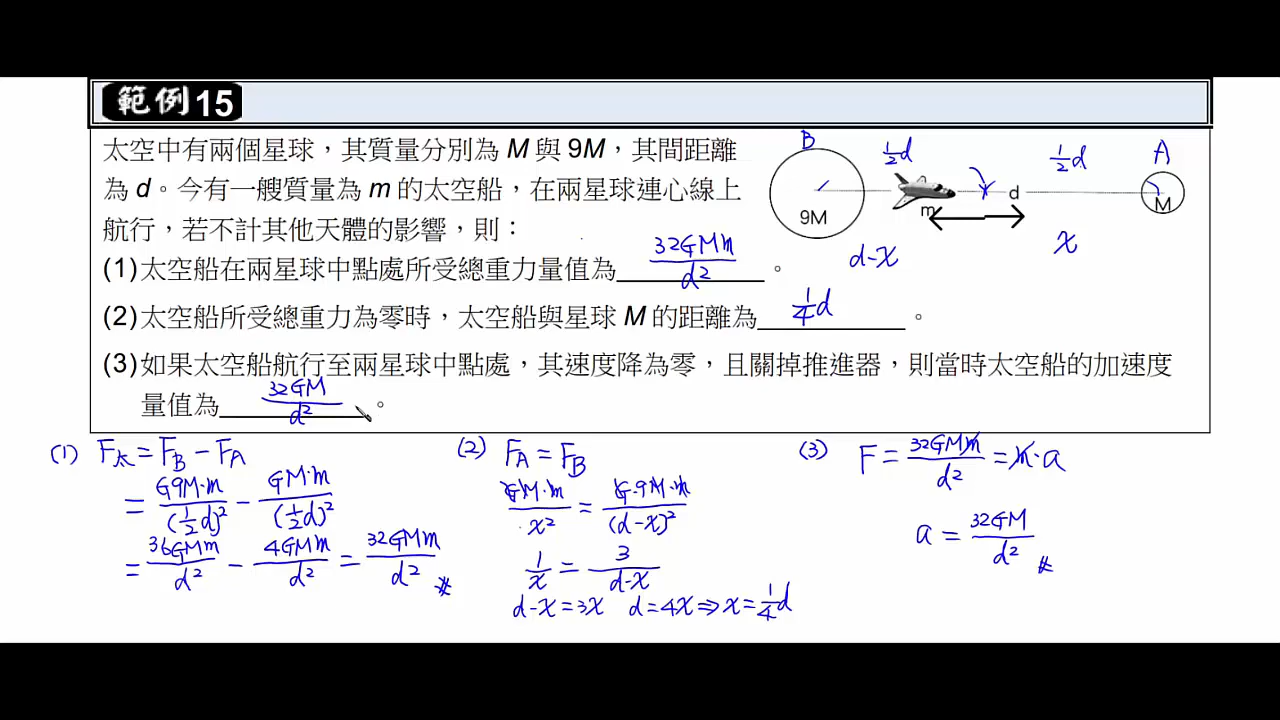 範例15
太空中有兩個星球，其質量分別為 M 與 9M，其間距離
為 d。今有一艘質量為 m 的太空船，在兩星球連心線上
航行，若不計其他天體的影響，則：
(1)太空船在兩星球中點處所受總重力量值為 32GMm/d² 。
(2)太空船所受總重力為零時，太空船與星球 M 的距離為 1/4 d 。
(3)如果太空船航行至兩星球中點處，其速度降為零，且關掉推進器，則當時太空船的加速度
量值為 32GM/d² 。
B 1/2 d 1/2 d A
9M m d M
d-x x
(1) F太 = F_B - F_A
= G9M·m/(1/2 d)² - GM·m/(1/2 d)²
= 36GMm/d² - 4GMm/d² = 32GMm/d² #
(2) F_A = F_B
GM·m/x² = G·9M·m/(d-x)²
1/x = 3/(d-x)
d-x=3x d=4x ⇒ x=1/4 d
(3) F = 32GMm/d² = m·a
a = 32GM/d² #